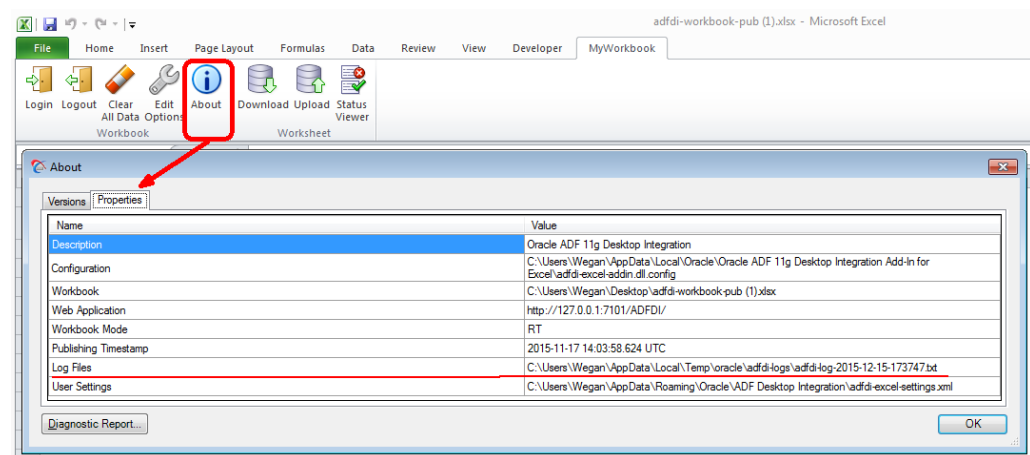 adfdi-workbook-pub (1).xlsx - Microsoft Excel
File Home Insert Page Layout Formulas Data Review View Developer MyWorkbook
Login Logout Clear All Data Edit Options About Download Upload Status Viewer
Workbook Worksheet
About
Versions Properties
Name Value
Description Oracle ADF 11g Desktop Integration
Configuration C:\Users\Wegan\AppData\Local\Oracle\Oracle ADF 11g Desktop Integration Add-In for
Excel\adfdi-excel-addin.dll.config
Workbook C:\Users\Wegan\Desktop\adfdi-workbook-pub (1).xlsx
Web Application http://127.0.0.1:7101/ADFDI/
Workbook Mode RT
Publishing Timestamp 2015-11-17 14:03:58.624 UTC
Log Files C:\Users\Wegan\AppData\Local\Temp\oracle\adfdi-logs\adfdi-log-2015-12-15-173747.txt
User Settings C:\Users\Wegan\AppData\Roaming\Oracle\ADF Desktop Integration\adfdi-excel-settings.xml
Diagnostic Report... OK